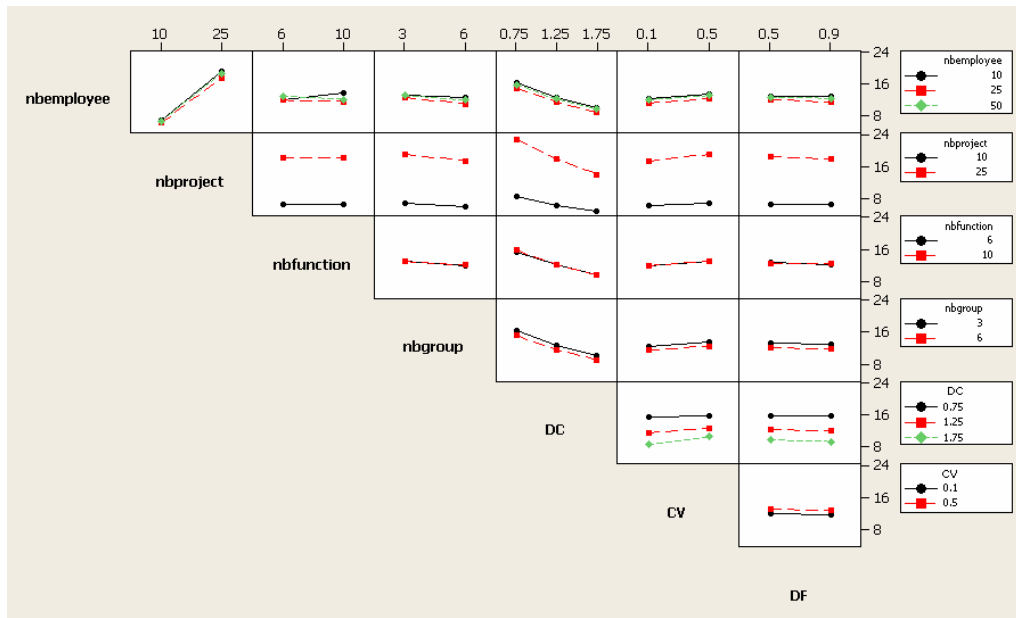 10 25 6 10 3 6 0.75 1.25 1.75 0.1 0.5 0.5 0.9
nbemployee
24
16
8
nbemployee
10
25
50
nbproject
24
16
8
nbproject
10
25
nbfunction
24
16
8
nbfunction
6
10
nbgroup
24
16
8
nbgroup
3
6
DC
24
16
8
DC
0.75
1.25
1.75
CV
24
16
8
CV
0.1
0.5
DF